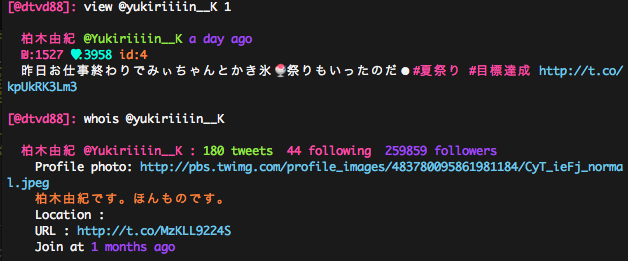 [@dtvd88]: view @yukiriiiin__K 1
柏木由紀 @Yukiriiiin__K a day ago
₪:1527 ♥:3958 id:4
昨日お仕事終わりでみぃちゃんとかき氷🍧祭りもいったのだ●#夏祭り #目標達成 http://t.co/
kpUkRK3Lm3
[@dtvd88]: whois @yukiriiiin__K
柏木由紀 @Yukiriiiin__K : 180 tweets 44 following 259859 followers
Profile photo: http://pbs.twimg.com/profile_images/483780095861981184/CyT_ieFj_norma
l.jpeg
柏木由紀です。ほんものです。
Location :
URL : http://t.co/MzKLL9224S
Join at 1 months ago